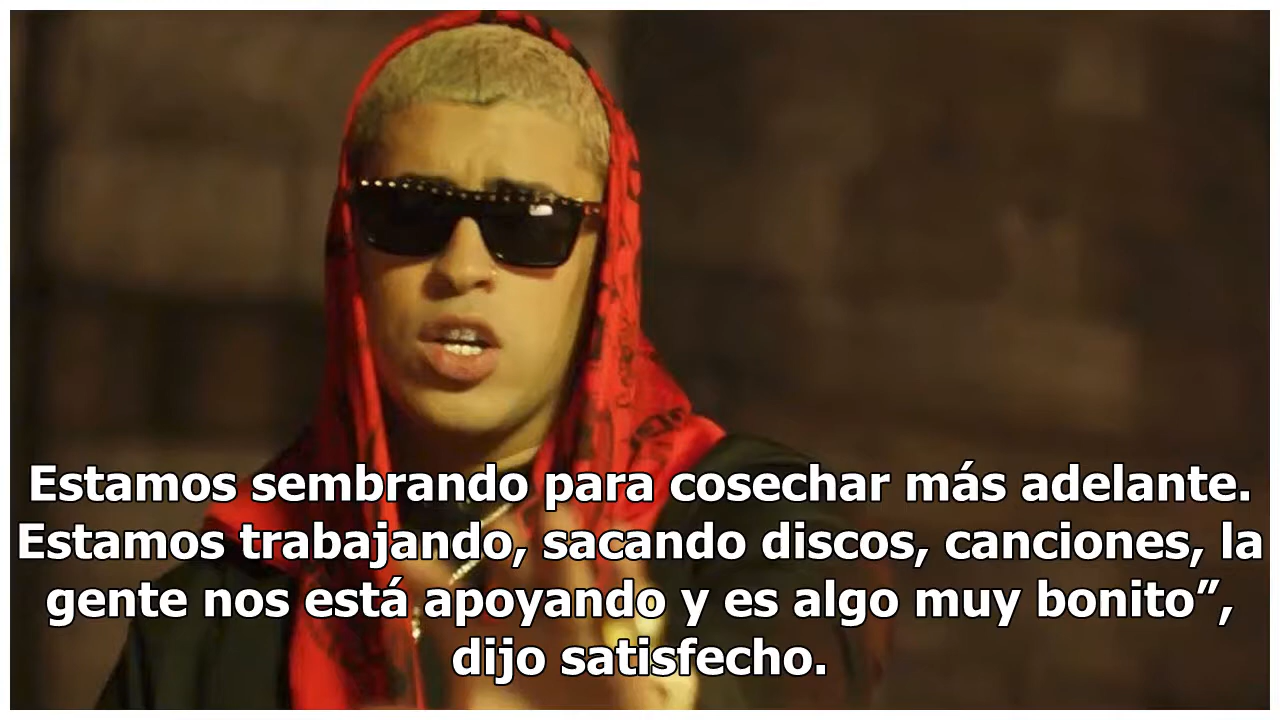 Estamos sembrando para cosechar más adelante.
Estamos trabajando, sacando discos, canciones, la
gente nos está apoyando y es algo muy bonito”,
dijo satisfecho.